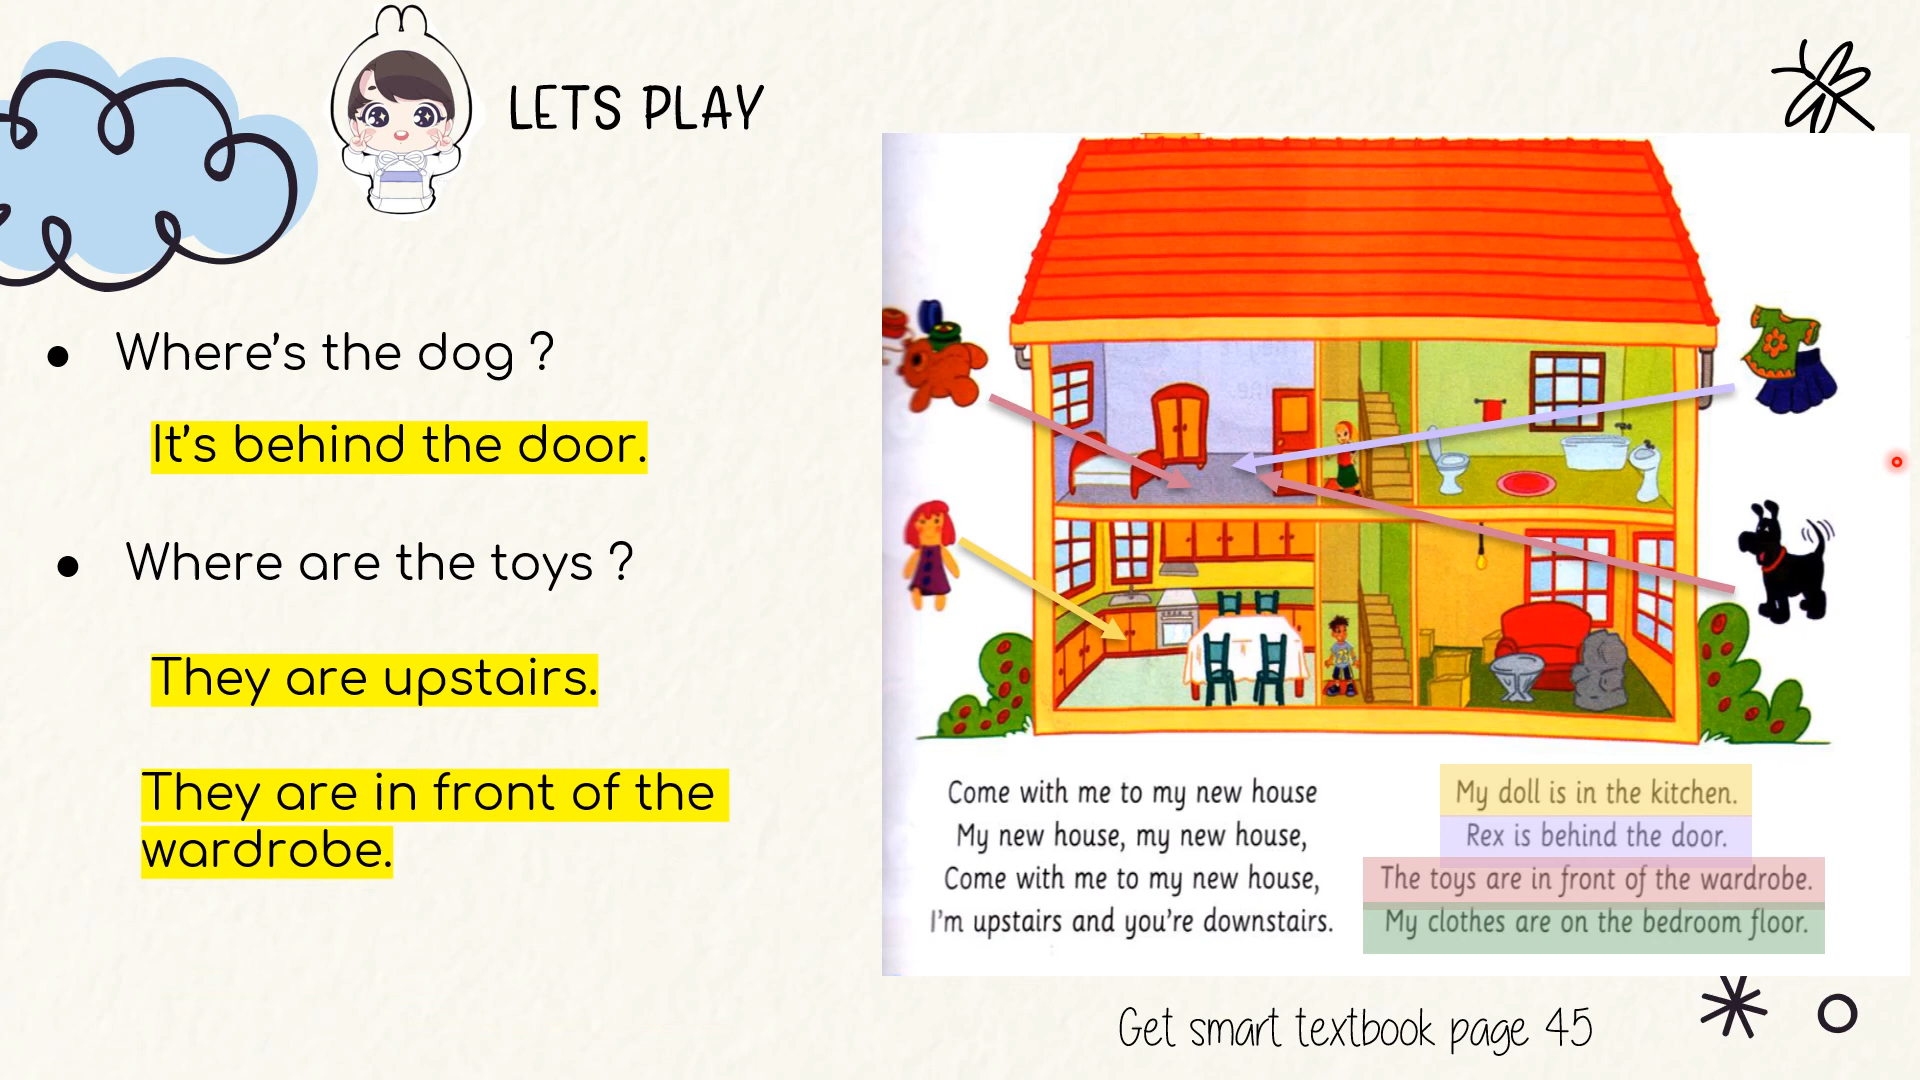 LETS PLAY
● Where’s the dog ?
It’s behind the door.
● Where are the toys ?
They are upstairs.
They are in front of the
wardrobe.
Come with me to my new house
My new house, my new house,
Come with me to my new house,
I'm upstairs and you're downstairs.
My doll is in the kitchen.
Rex is behind the door.
The toys are in front of the wardrobe.
My clothes are on the bedroom floor.
Get smart textbook page 45